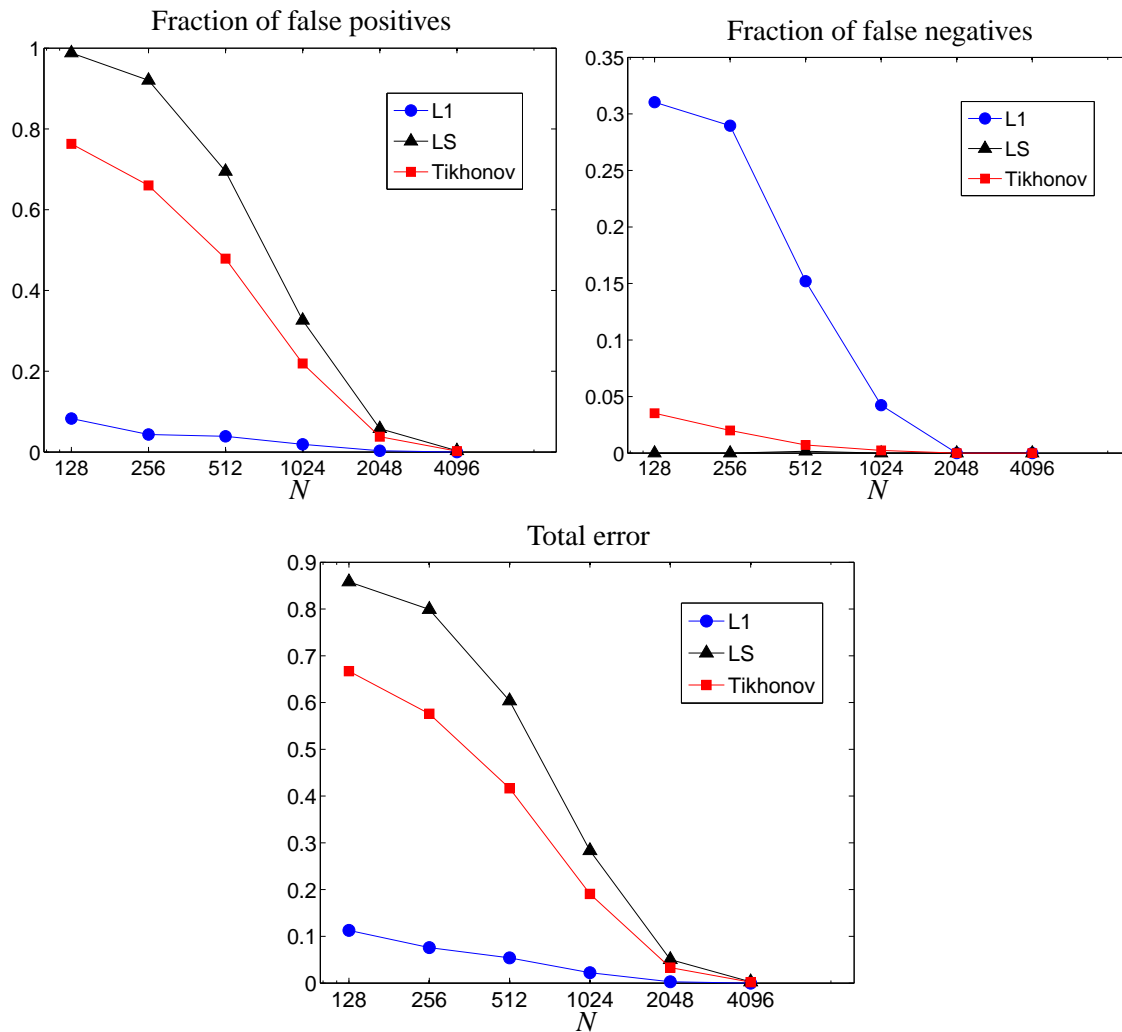 Fraction of false positives
1
0.8
0.6
0.4
0.2
0
128 256 512 1024 2048 4096
N
L1
LS
Tikhonov
Fraction of false negatives
0.35
0.3
0.25
0.2
0.15
0.1
0.05
0
128 256 512 1024 2048 4096
N
L1
LS
Tikhonov
Total error
0.9
0.8
0.7
0.6
0.5
0.4
0.3
0.2
0.1
0
128 256 512 1024 2048 4096
N
L1
LS
Tikhonov